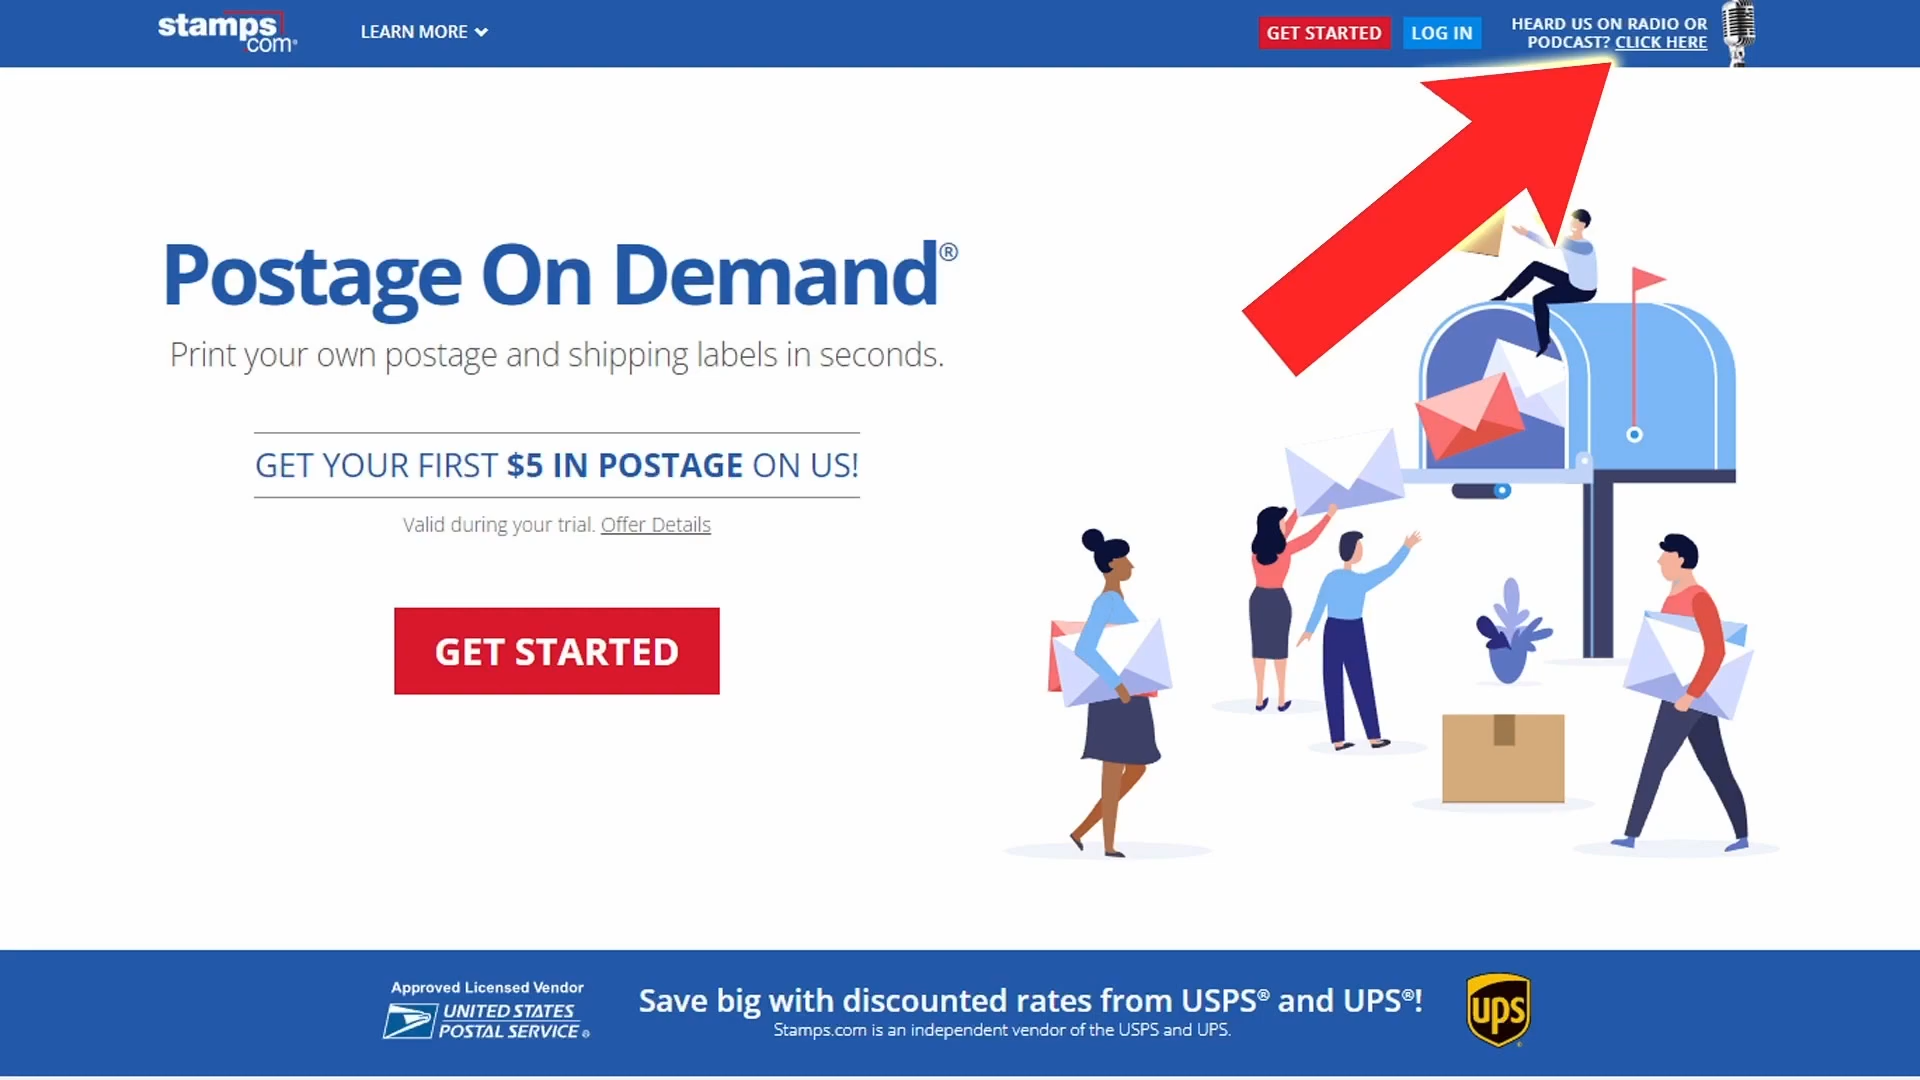 stamps
.com®
LEARN MORE
GET STARTED
LOG IN
HEARD US ON RADIO OR
PODCAST? CLICK HERE
Postage On Demand®
Print your own postage and shipping labels in seconds.
GET YOUR FIRST $5 IN POSTAGE ON US!
Valid during your trial. Offer Details
GET STARTED
Approved Licensed Vendor
UNITED STATES
POSTAL SERVICE®
Save big with discounted rates from USPS® and UPS®!
Stamps.com is an independent vendor of the USPS and UPS.
ups